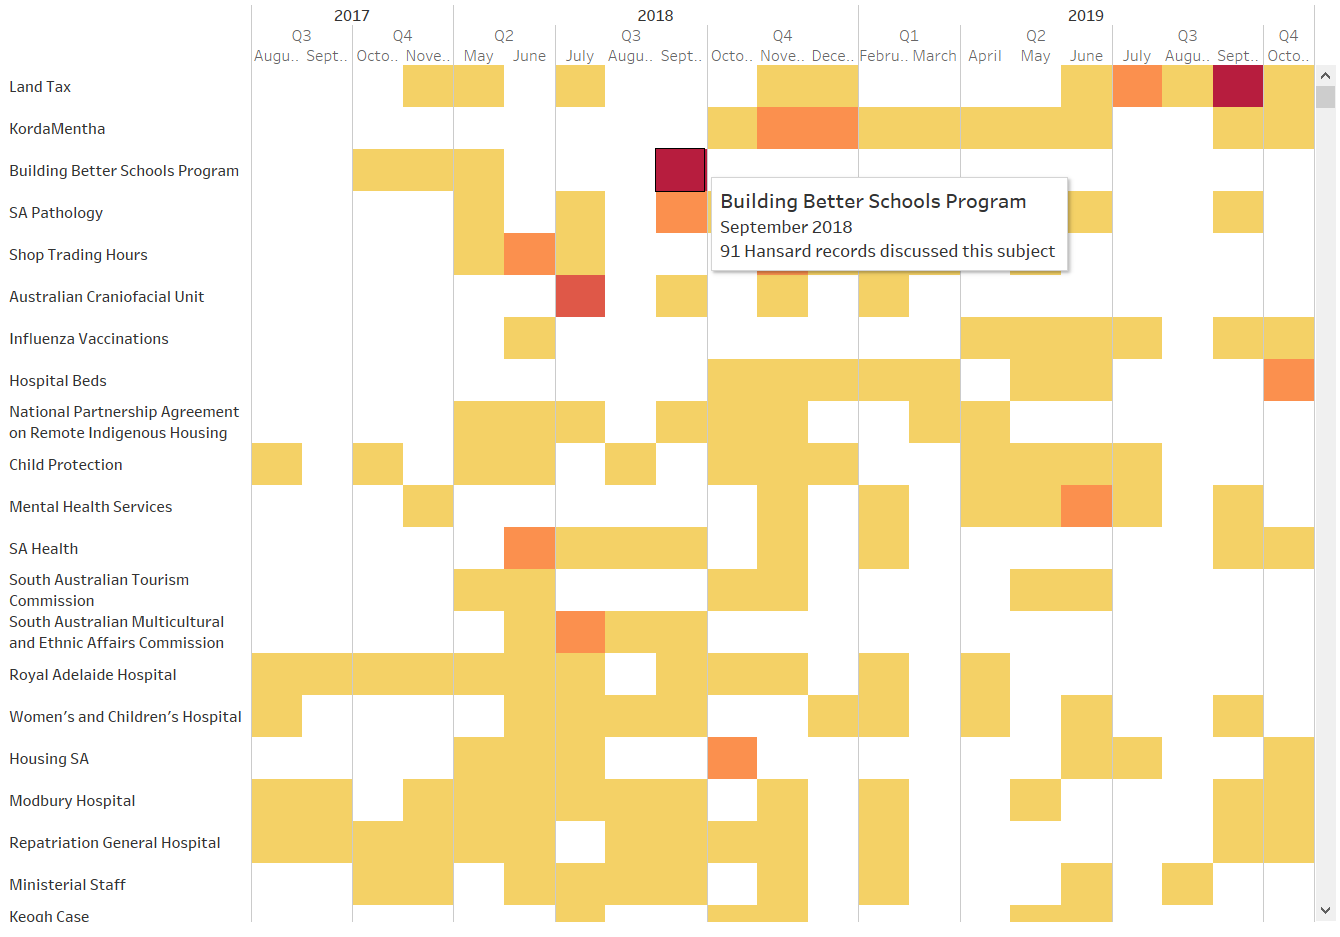 2017 2018 2019
Q3 Q4 Q2 Q3 Q4 Q1 Q2 Q3 Q4
Augu.. Sept.. Octo.. Nove.. May June July Augu.. Sept.. Octo.. Nove.. Dece.. Febru.. March April May June July Augu.. Sept.. Octo..
Land Tax
KordaMentha
Building Better Schools Program
SA Pathology
Shop Trading Hours
Australian Craniofacial Unit
Influenza Vaccinations
Hospital Beds
National Partnership Agreement
on Remote Indigenous Housing
Child Protection
Mental Health Services
SA Health
South Australian Tourism
Commission
South Australian Multicultural
and Ethnic Affairs Commission
Royal Adelaide Hospital
Women's and Children's Hospital
Housing SA
Modbury Hospital
Repatriation General Hospital
Ministerial Staff
Keogh Case
Building Better Schools Program
September 2018
91 Hansard records discussed this subject